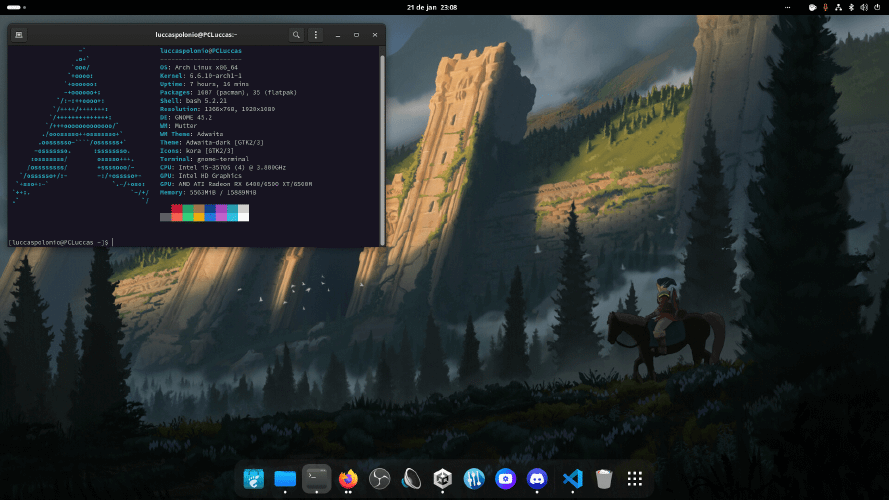 21 de jan 23:08
luccaspolonio@PCLuccas:~
luccaspolonio@PCLuccas
----------------------
OS: Arch Linux x86_64
Kernel: 6.6.10-arch1-1
Uptime: 7 hours, 16 mins
Packages: 1607 (pacman), 35 (flatpak)
Shell: bash 5.2.21
Resolution: 1366x768, 1920x1080
DE: GNOME 45.2
WM: Mutter
WM Theme: Adwaita
Theme: Adwaita-dark [GTK2/3]
Icons: kora [GTK2/3]
Terminal: gnome-terminal
CPU: Intel i5-3570S (4) @ 3.800GHz
GPU: Intel HD Graphics
GPU: AMD ATI Radeon RX 6400/6500 XT/6500M
Memory: 5563MiB / 15889MiB
[luccaspolonio@PCLuccas ~]$